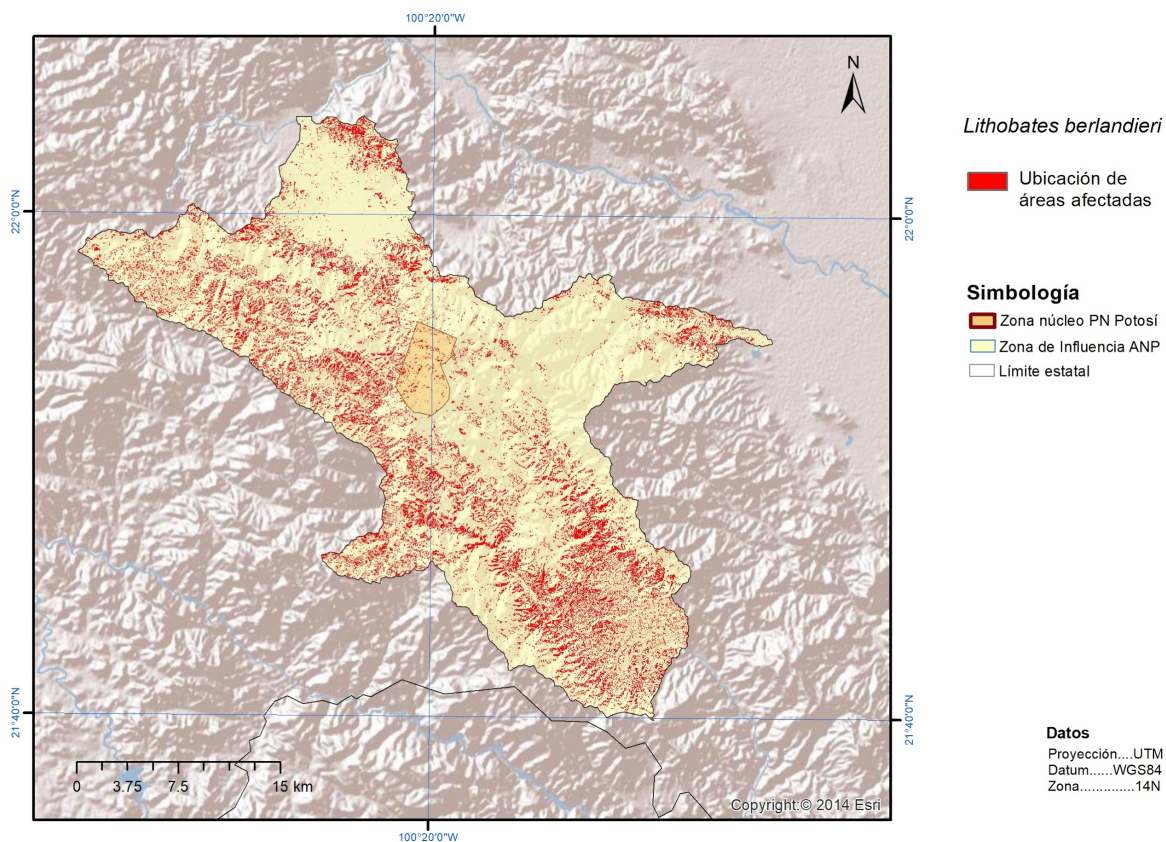 100°20'0"W
N
Lithobates berlandieri
Ubicación de
áreas afectadas
22°0'0"N
22°0'0"N
Simbología
Zona núcleo PN Potosí
Zona de Influencia ANP
Límite estatal
21°40'0"N
21°40'0"N
Datos
Proyección....UTM
Datum......WGS84
Zona.............14N
0 3.75 7.5 15 km
Copyright:© 2014 Esri
100°20'0"W